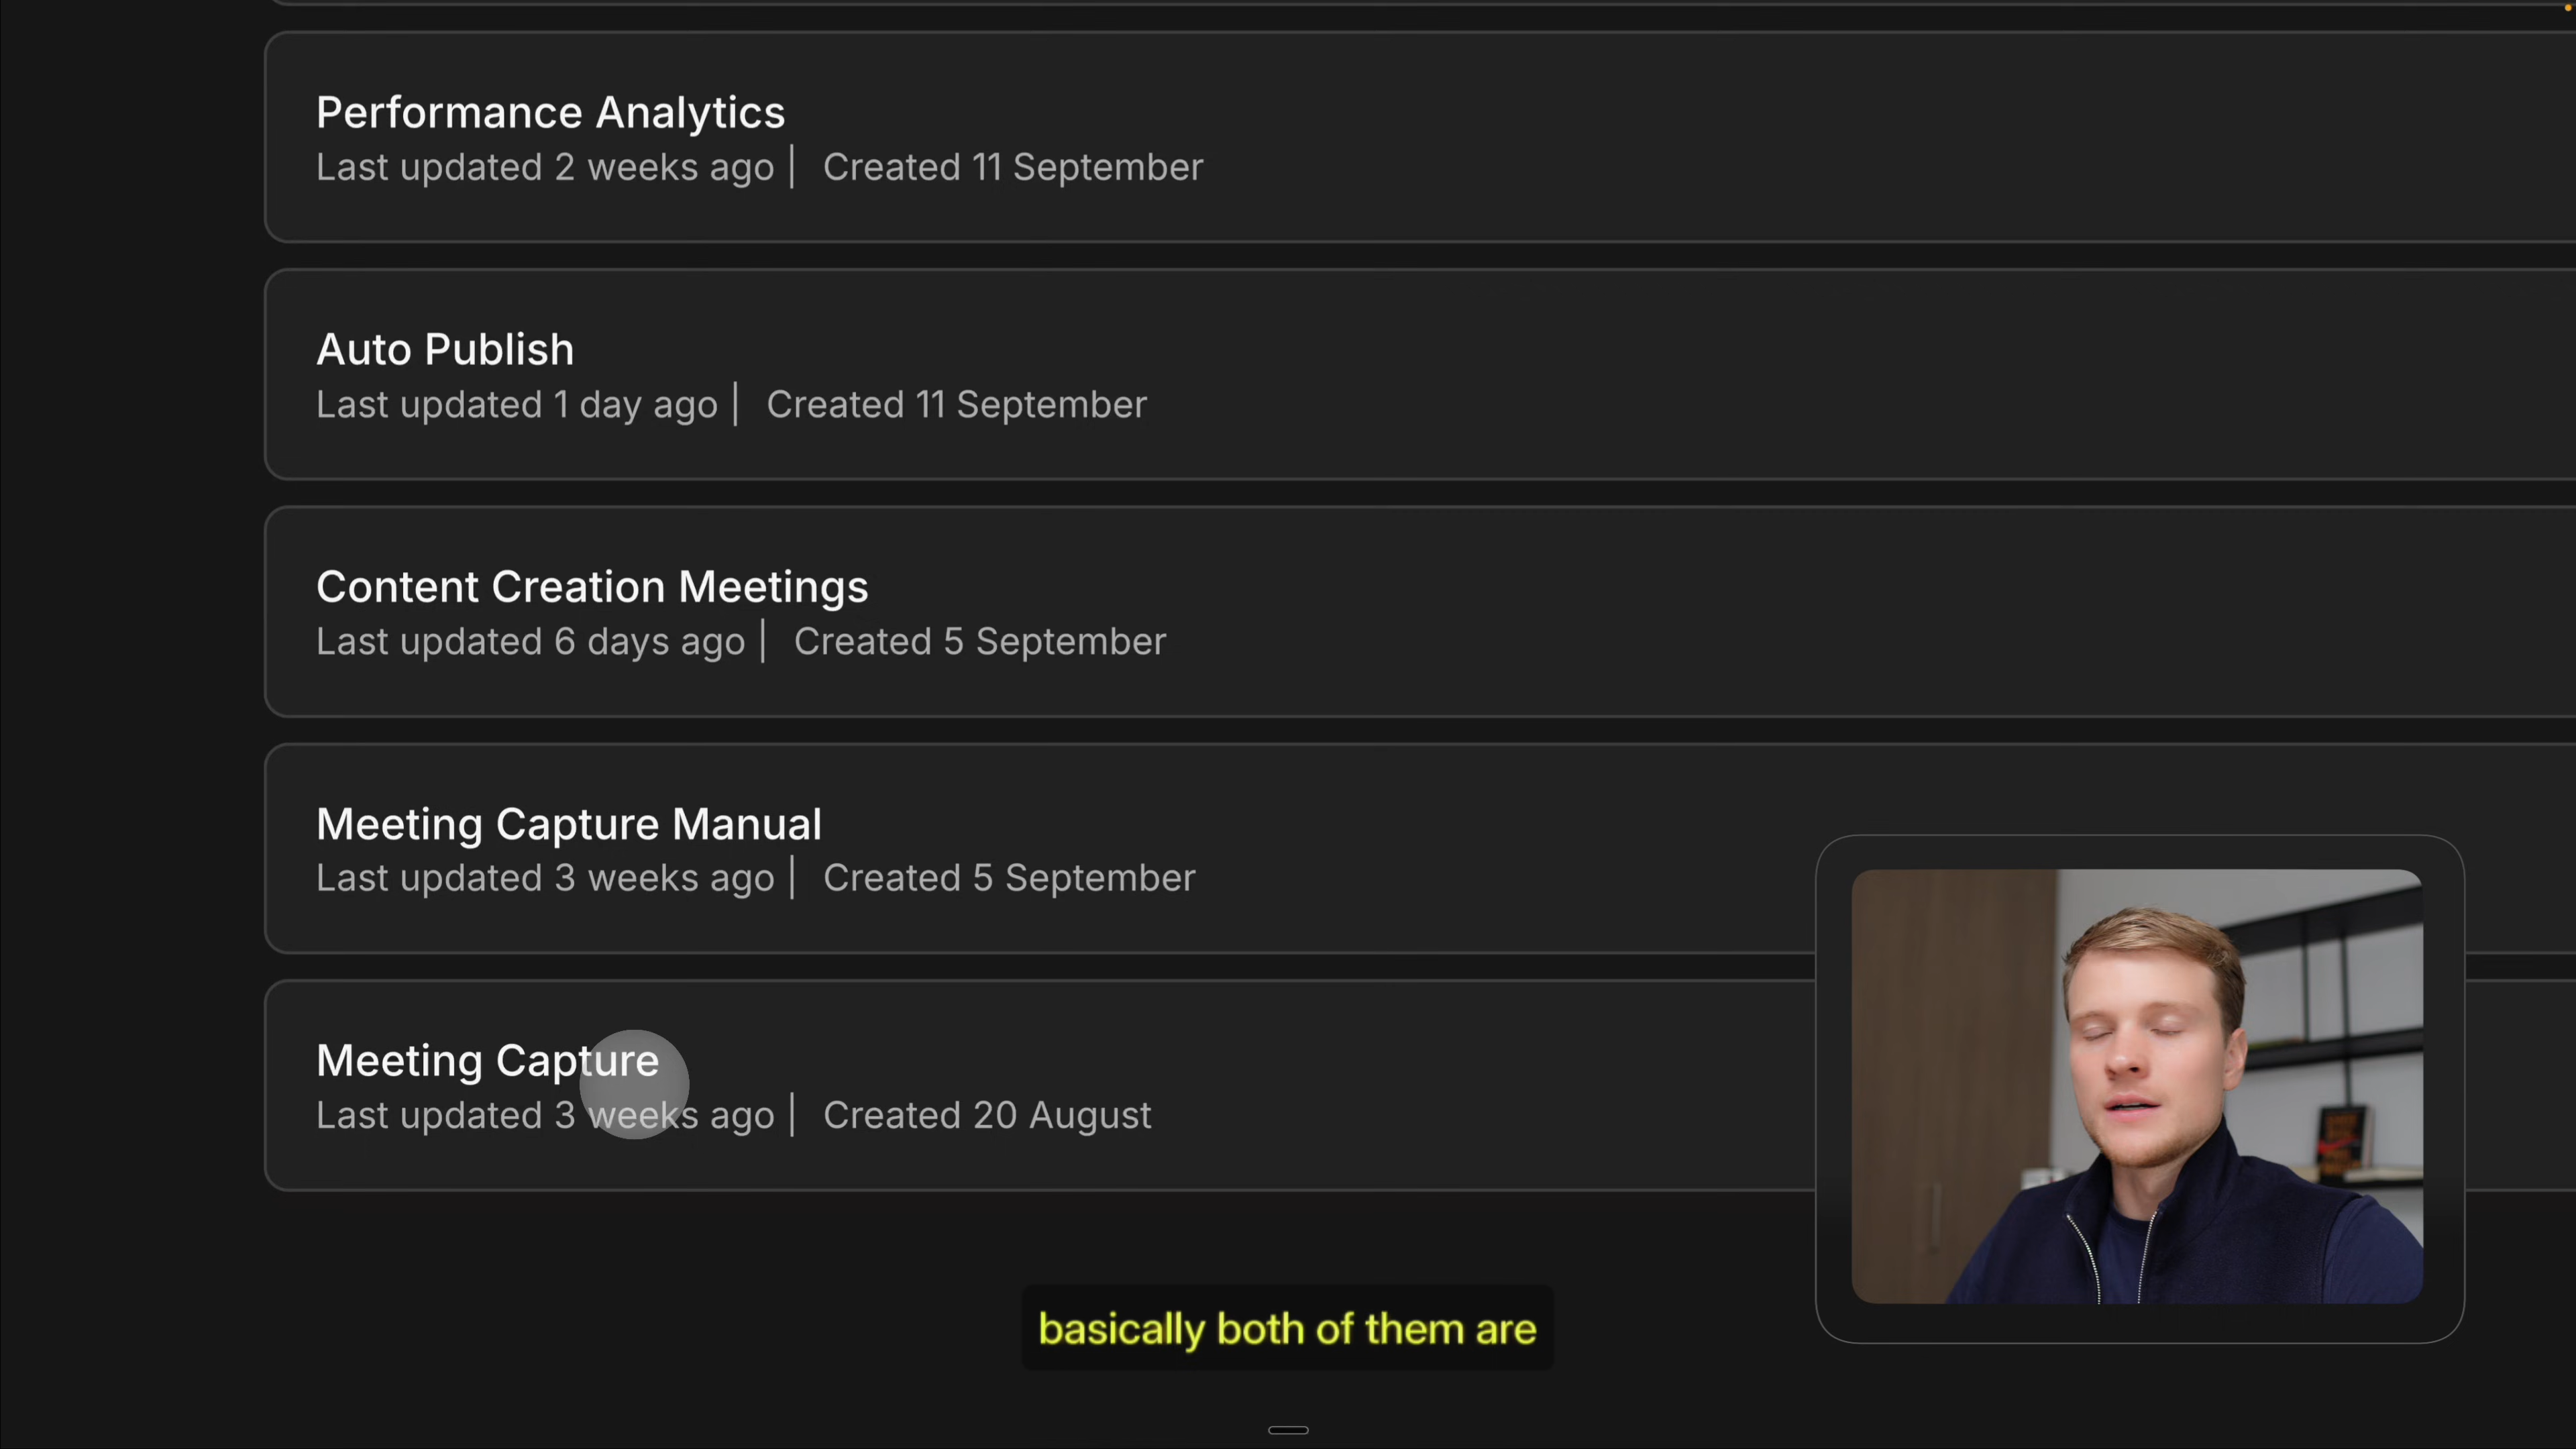 Performance Analytics
Last updated 2 weeks ago | Created 11 September
Auto Publish
Last updated 1 day ago | Created 11 September
Content Creation Meetings
Last updated 6 days ago | Created 5 September
Meeting Capture Manual
Last updated 3 weeks ago | Created 5 September
Meeting Capture
Last updated 3 weeks ago | Created 20 August
basically both of them are